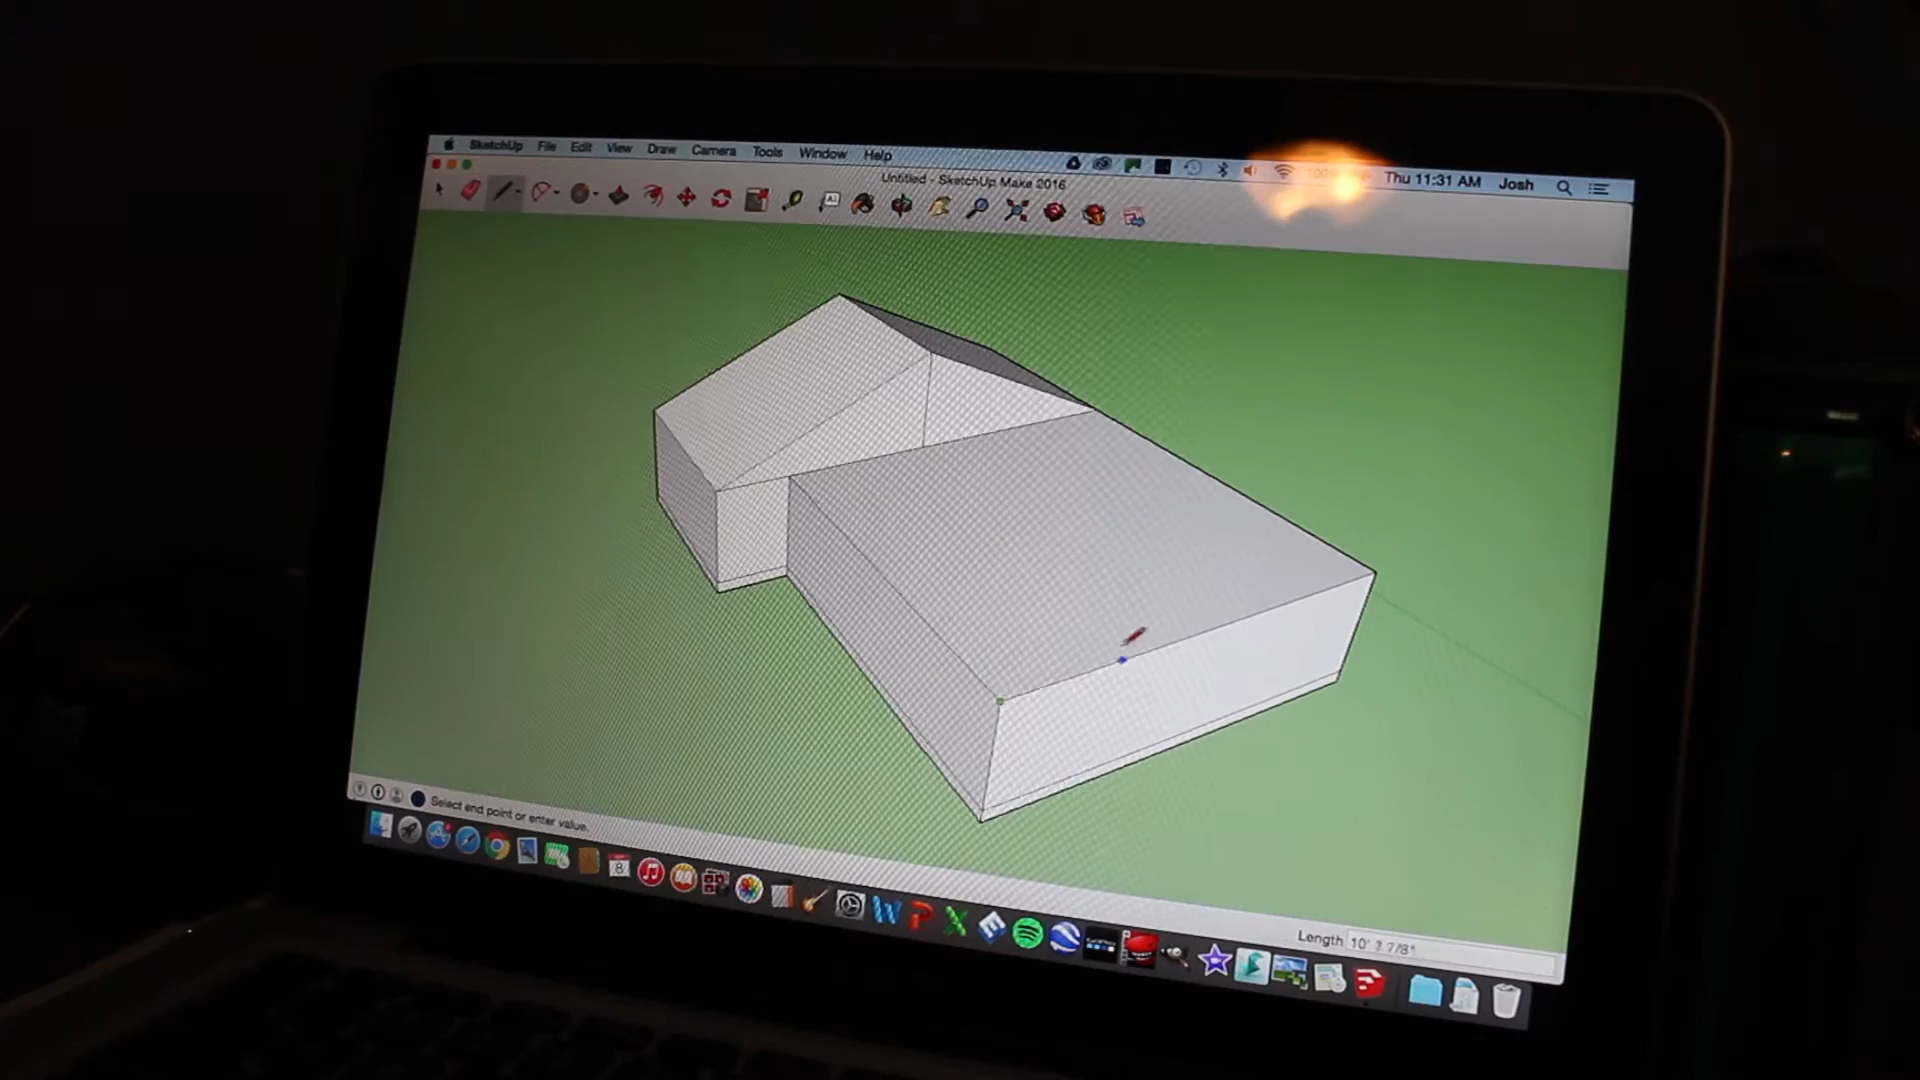 SketchUp File Edit View Draw Camera Tools Window Help
Thu 11:31 AM Josh
Untitled - SketchUp Make 2016
Select end point or enter value.
8
Length